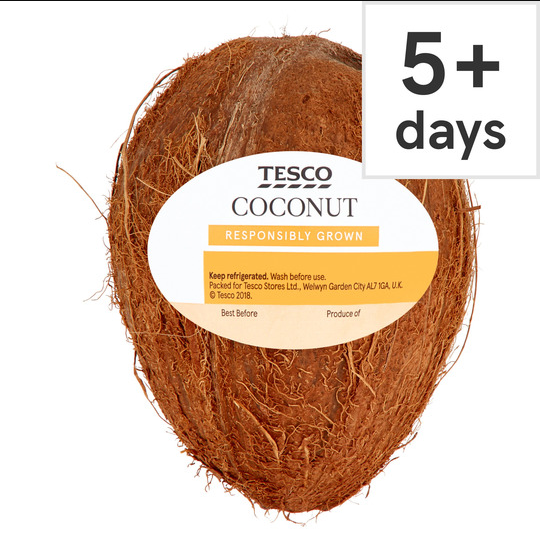 5+
days
TESCO
COCONUT
RESPONSIBLY GROWN
Keep refrigerated. Wash before use.
Packed for Tesco Stores Ltd., Welwyn Garden City AL7 1GA, U.K.
© Tesco 2018.
Best Before Produce of